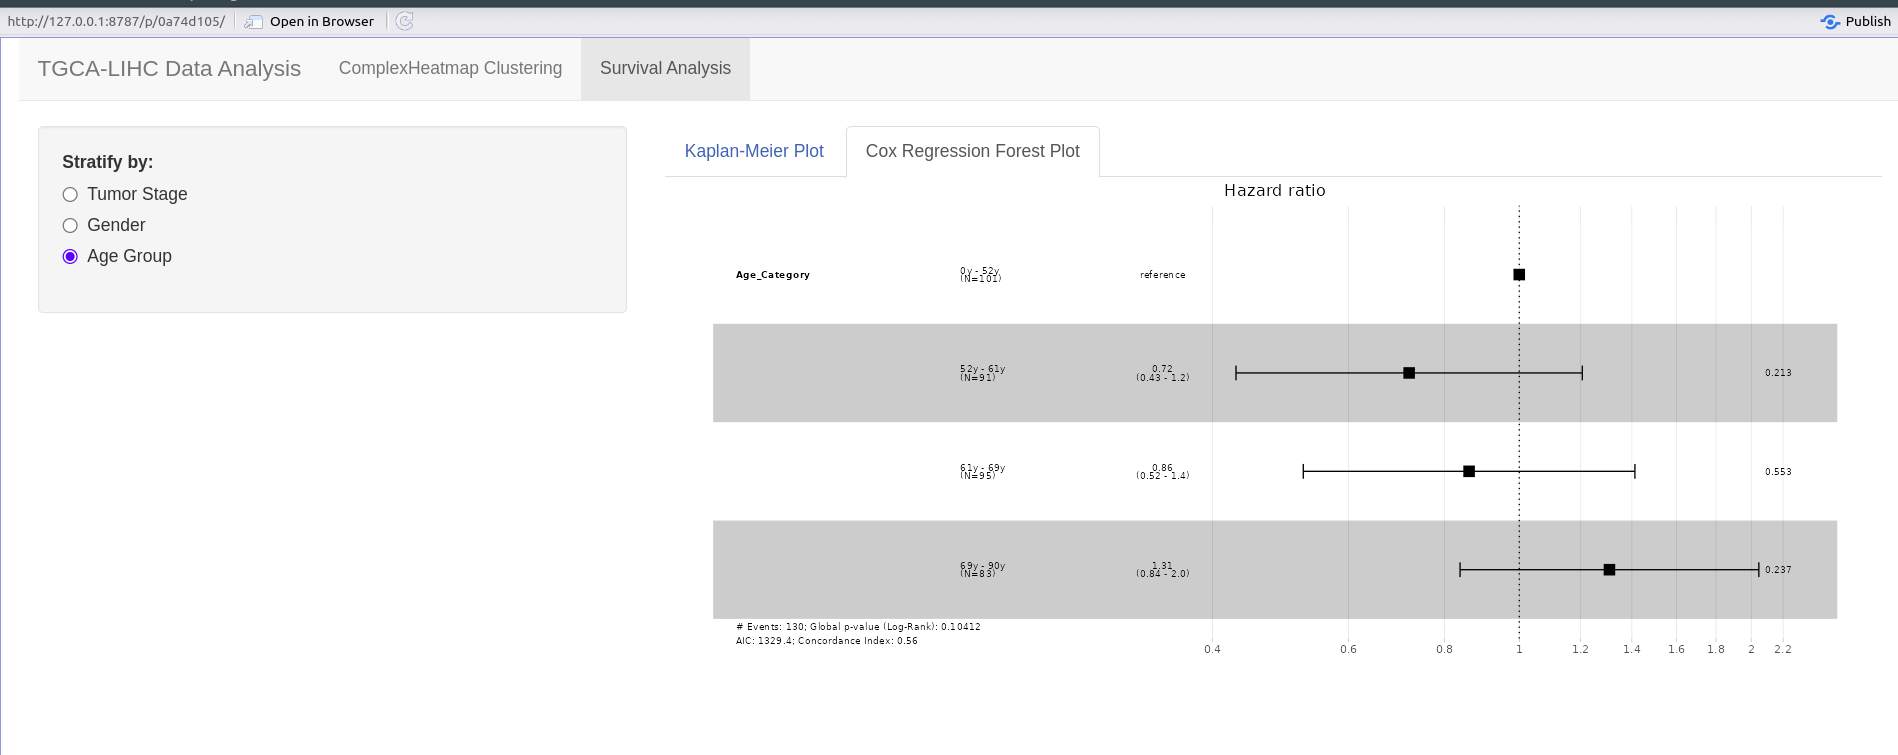 http://127.0.0.1:8787/p/0a74d105/ Open in Browser Publish
TGCA-LIHC Data Analysis ComplexHeatmap Clustering Survival Analysis
Stratify by:
Tumor Stage
Gender
Age Group
Kaplan-Meier Plot Cox Regression Forest Plot
Hazard ratio
Age_Category
0y - 52y
(N=101)
reference
52y - 61y
(N=91)
0.72
(0.43 - 1.2)
0.213
61y - 69y
(N=95)
0.86
(0.52 - 1.4)
0.553
69y - 90y
(N=83)
1.31
(0.84 - 2.0)
0.237
# Events: 130; Global p-value (Log-Rank): 0.10412
AIC: 1329.4; Concordance Index: 0.56
0.4 0.6 0.8 1 1.2 1.4 1.6 1.8 2 2.2